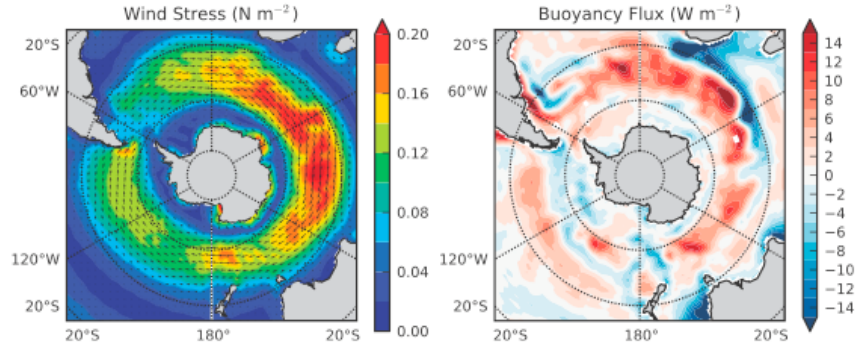 Wind Stress (N m⁻²)
20°S
60°W
120°W
20°S
20°S
180°
20°S
0.20
0.16
0.12
0.08
0.04
0.00
Buoyancy Flux (W m⁻²)
20°S
60°W
120°W
20°S
20°S
180°
20°S
14
12
10
8
6
4
2
0
−2
−4
−6
−8
−10
−12
−14